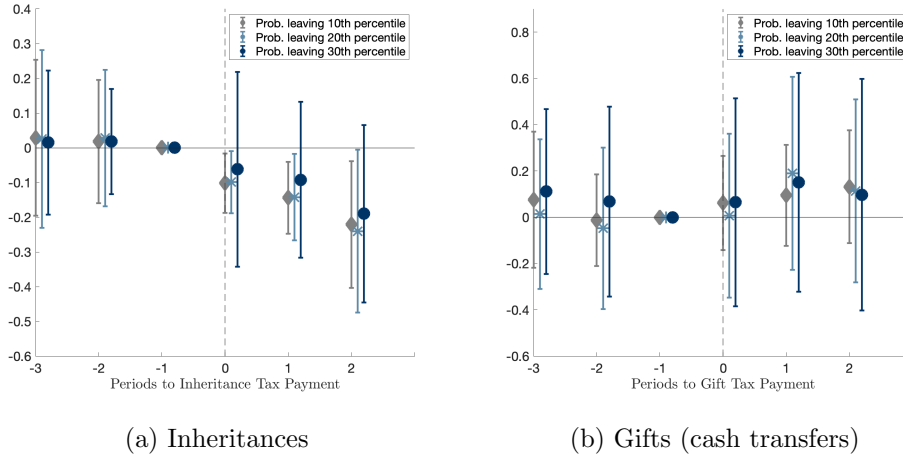 Prob. leaving 10th percentile
Prob. leaving 20th percentile
Prob. leaving 30th percentile
0.4
0.3
0.2
0.1
0
-0.1
-0.2
-0.3
-0.4
-0.5
-0.6
-3 -2 -1 0 1 2
Periods to Inheritance Tax Payment
(a) Inheritances
Prob. leaving 10th percentile
Prob. leaving 20th percentile
Prob. leaving 30th percentile
0.8
0.6
0.4
0.2
0
-0.2
-0.4
-0.6
-3 -2 -1 0 1 2
Periods to Gift Tax Payment
(b) Gifts (cash transfers)